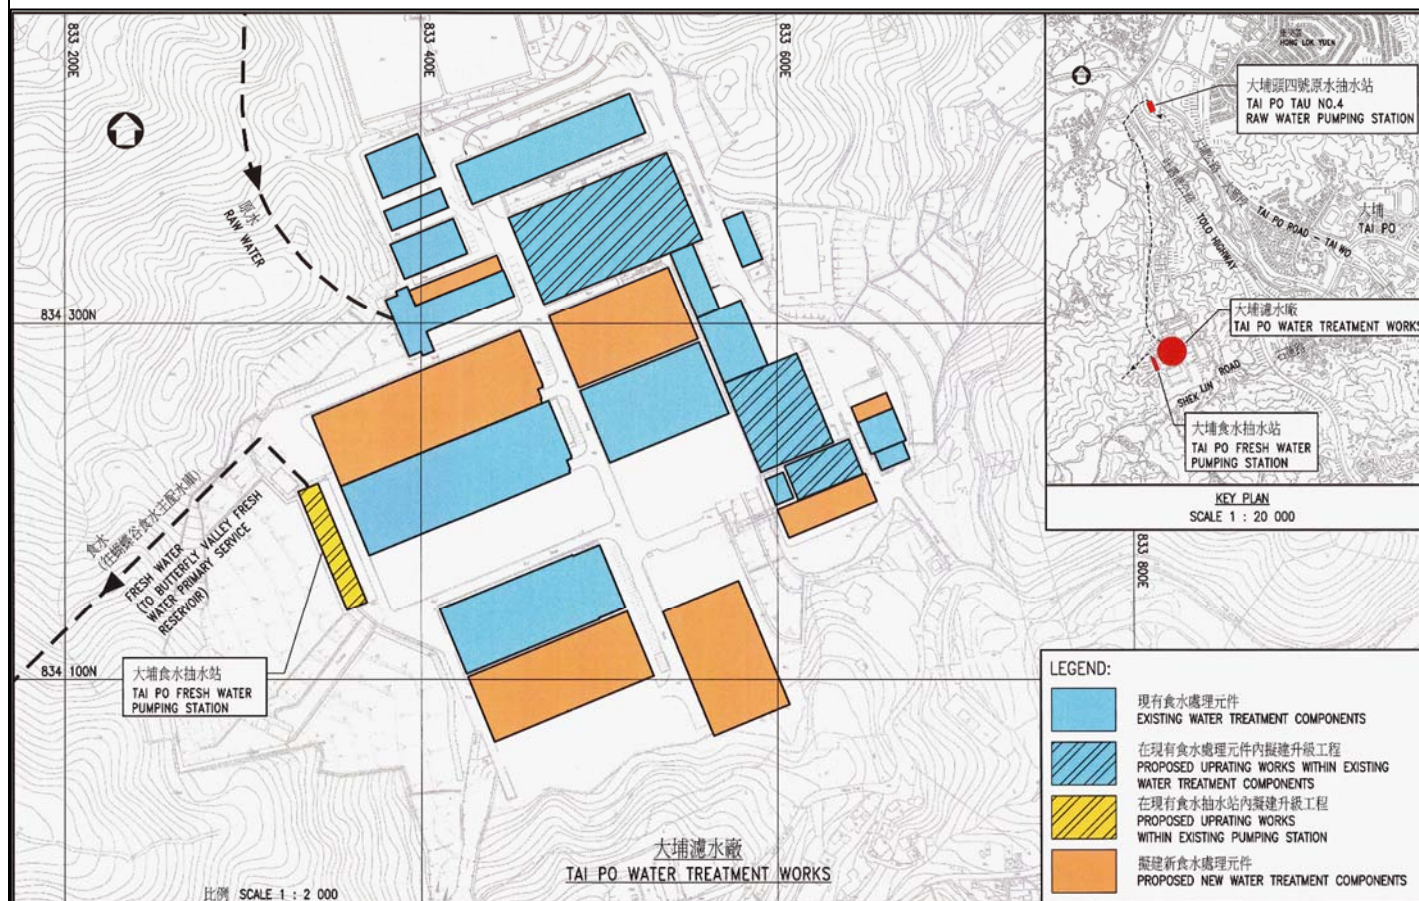 833 200E
833 400E
833 600E
833 800E
834 300N
834 100N
原水
RAW WATER
食水
(往蝴蝶谷食水主配水庫)
FRESH WATER
(TO BUTTERFLY VALLEY FRESH
WATER PRIMARY SERVICE
RESERVOIR)
大埔食水抽水站
TAI PO FRESH WATER
PUMPING STATION
大埔濾水廠
TAI PO WATER TREATMENT WORKS
比例 SCALE 1 : 2 000
康樂園
HONG LOK YUEN
大埔頭四號原水抽水站
TAI PO TAU NO.4
RAW WATER PUMPING STATION
TOLO HIGHWAY
TAI PO ROAD - TAI WO
大埔
TAI PO
大埔濾水廠
TAI PO WATER TREATMENT WORKS
SHEK LIN ROAD
大埔食水抽水站
TAI PO FRESH WATER
PUMPING STATION
KEY PLAN
SCALE 1 : 20 000
LEGEND:
現有食水處理元件
EXISTING WATER TREATMENT COMPONENTS
在現有食水處理元件內擬建升級工程
PROPOSED UPRATING WORKS WITHIN EXISTING
WATER TREATMENT COMPONENTS
在現有食水抽水站內擬建升級工程
PROPOSED UPRATING WORKS
WITHIN EXISTING PUMPING STATION
擬建新食水處理元件
PROPOSED NEW WATER TREATMENT COMPONENTS